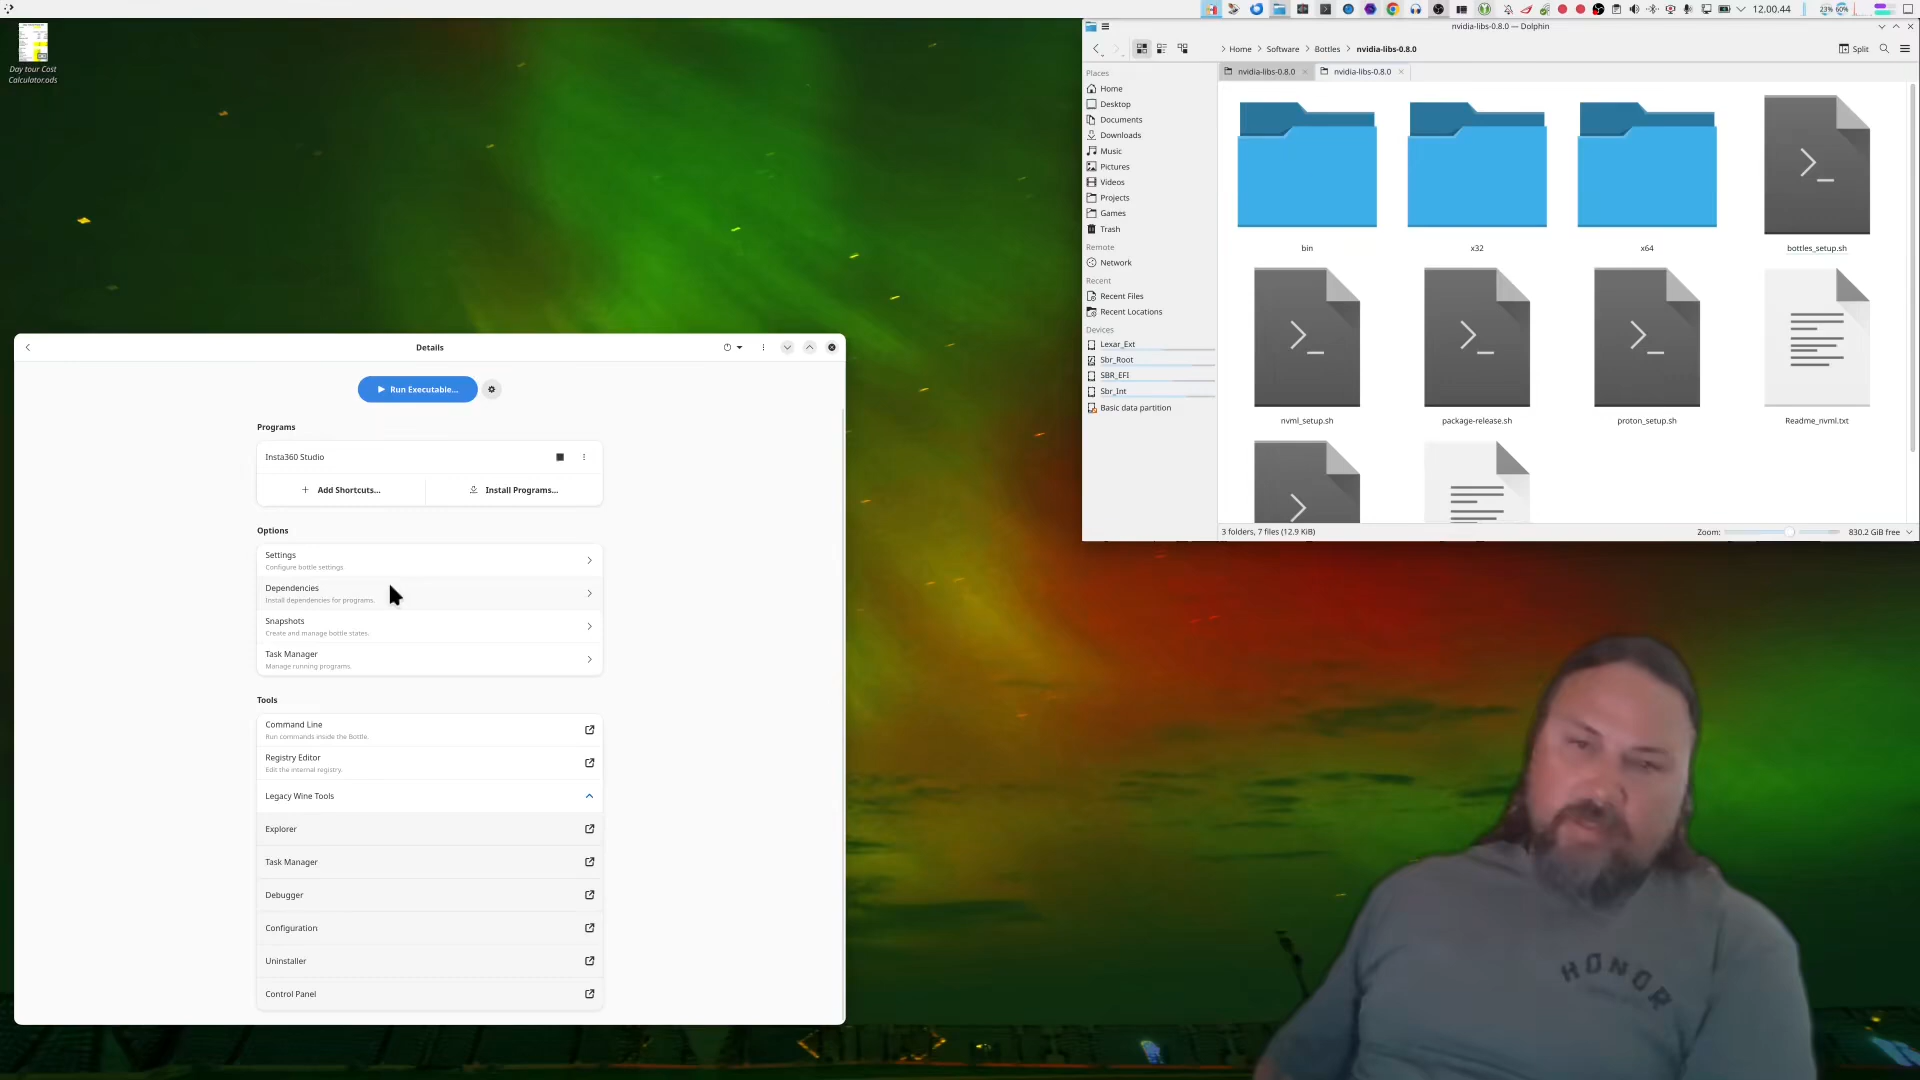 12.00.44
23%
60%
Day tour Cost
Calculator.ods
nvidia-libs-0.8.0 — Dolphin
Home
Software
Bottles
nvidia-libs-0.8.0
Split
Places
Home
Desktop
Documents
Downloads
Music
Pictures
Videos
Projects
Games
Trash
Remote
Network
Recent
Recent Files
Recent Locations
Devices
Lexar_Ext
Sbr_Root
SBR_EFI
Sbr_Int
Basic data partition
nvidia-libs-0.8.0
nvidia-libs-0.8.0
bin
x32
x64
bottles_setup.sh
nvml_setup.sh
package-release.sh
proton_setup.sh
Readme_nvml.txt
3 folders, 7 files (12.9 KiB)
Zoom:
830.2 GiB free
Details
Run Executable...
Programs
Insta360 Studio
Add Shortcuts...
Install Programs...
Options
Settings
Configure bottle settings.
Dependencies
Install dependencies for programs.
Snapshots
Create and manage bottle states.
Task Manager
Manage running programs.
Tools
Command Line
Run commands inside the Bottle.
Registry Editor
Edit the internal registry.
Legacy Wine Tools
Explorer
Task Manager
Debugger
Configuration
Uninstaller
Control Panel
HONOR